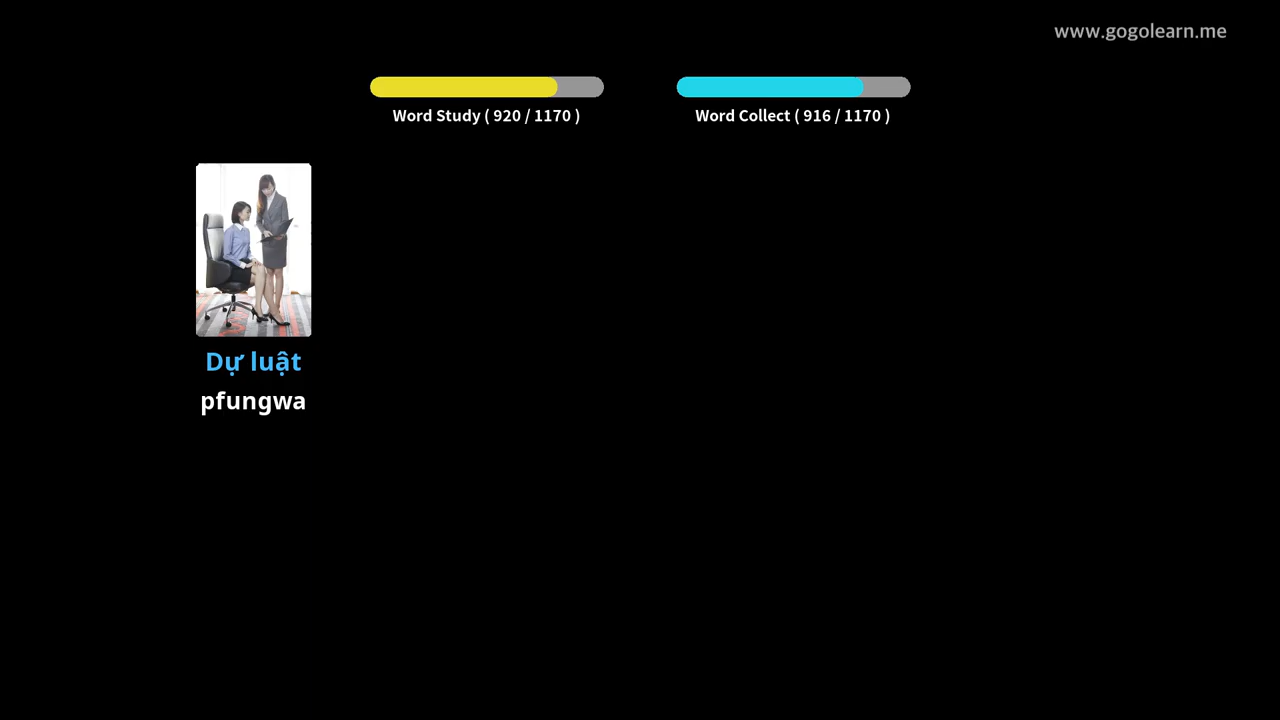 www.gogolearn.me
Word Study ( 920 / 1170 )
Word Collect ( 916 / 1170 )
Dự luật
pfungwa